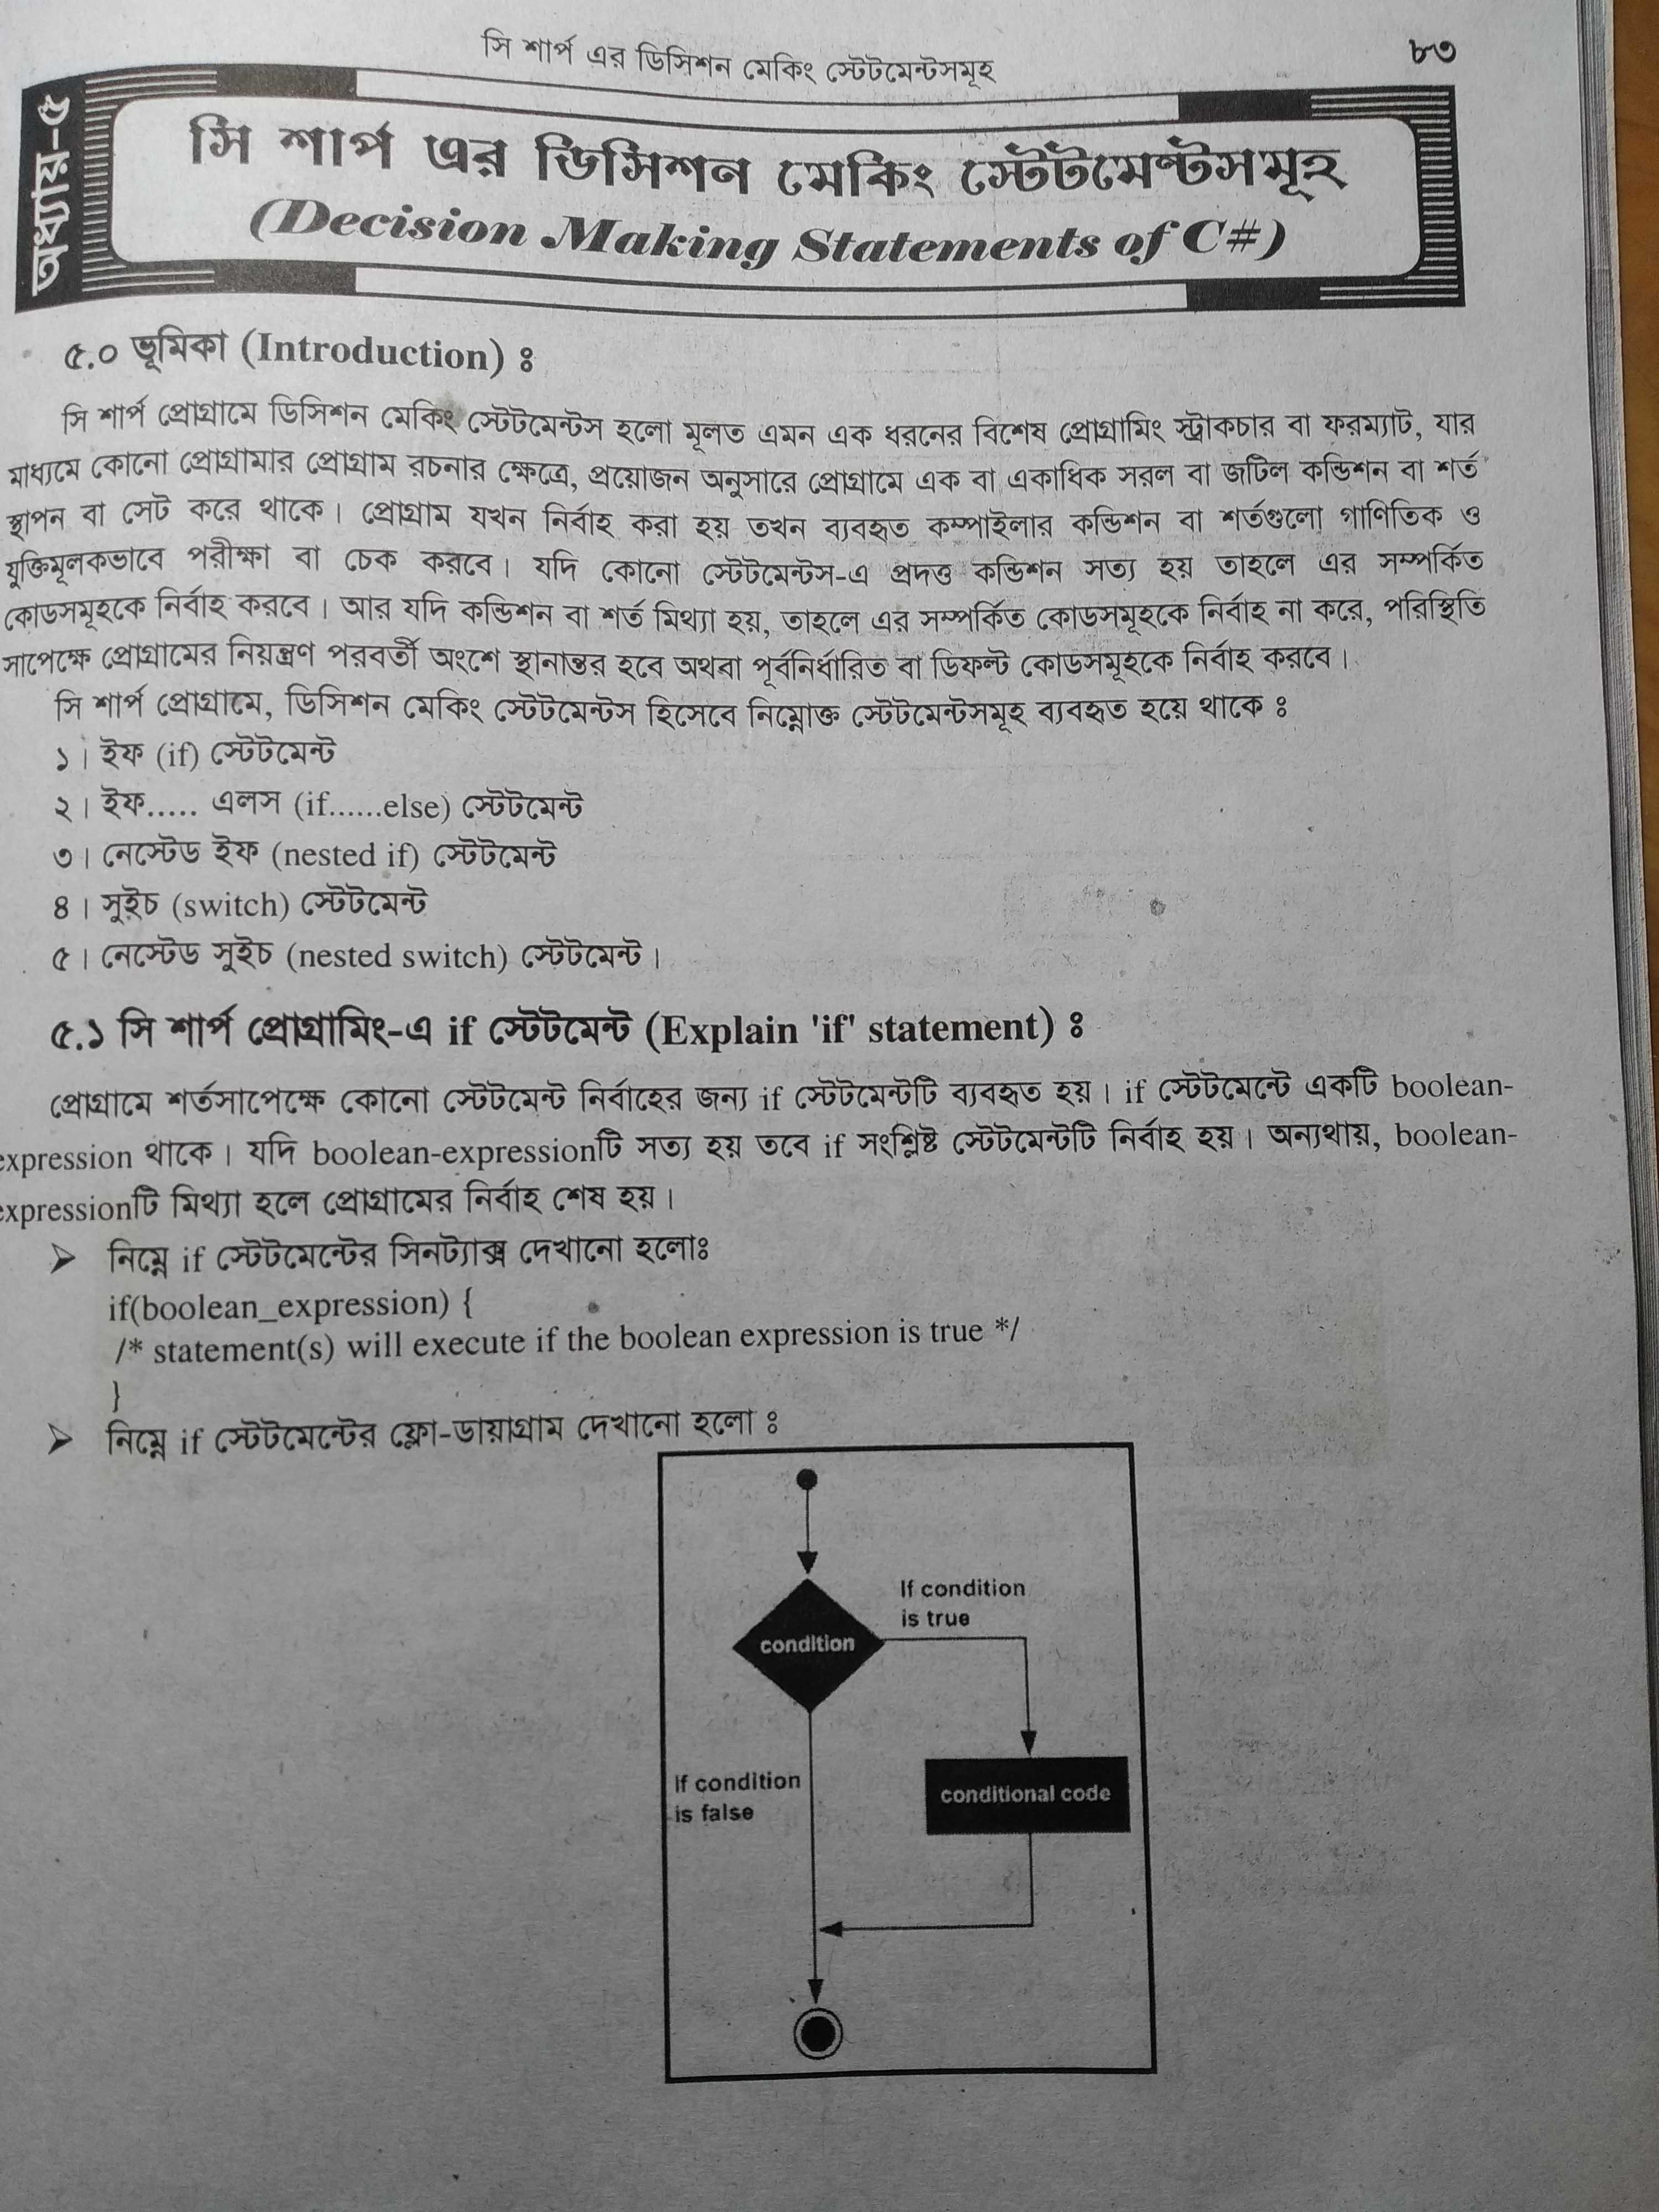 সি শার্প এর ডিসিশন মেকিং স্টেটমেন্টসমূহ
৮৩
অধ্যায়-৫
সি শার্প এর ডিসিশন মেকিং স্টেটমেন্টসমূহ
(Decision Making Statements of C#)
৫.০ ভূমিকা (Introduction) ঃ
সি শার্প প্রোগ্রামে ডিসিশন মেকিং স্টেটমেন্টস হলো মূলত এমন এক ধরনের বিশেষ প্রোগ্রামিং স্ট্রাকচার বা ফরম্যাট, যার
মাধ্যমে কোনো প্রোগ্রামার প্রোগ্রাম রচনার ক্ষেত্রে, প্রয়োজন অনুসারে প্রোগ্রামে এক বা একাধিক সরল বা জটিল কন্ডিশন বা শর্ত
স্থাপন বা সেট করে থাকে। প্রোগ্রাম যখন নির্বাহ করা হয় তখন ব্যবহৃত কম্পাইলার কন্ডিশন বা শর্তগুলো গাণিতিক ও
যুক্তিমূলকভাবে পরীক্ষা বা চেক করবে। যদি কোনো স্টেটমেন্টস-এ প্রদত্ত কন্ডিশন সত্য হয় তাহলে এর সম্পর্কিত
কোডসমূহকে নির্বাহ করবে। আর যদি কন্ডিশন বা শর্ত মিথ্যা হয়, তাহলে এর সম্পর্কিত কোডসমূহকে নির্বাহ না করে, পরিস্থিতি
সাপেক্ষে প্রোগ্রামের নিয়ন্ত্রণ পরবর্তী অংশে স্থানান্তর হবে অথবা পূর্বনির্ধারিত বা ডিফল্ট কোডসমূহকে নির্বাহ করবে।
সি শার্প প্রোগ্রামে, ডিসিশন মেকিং স্টেটমেন্টস হিসেবে নিম্নোক্ত স্টেটমেন্টসমূহ ব্যবহৃত হয়ে থাকে ঃ
১। ইফ (if) স্টেটমেন্ট
২। ইফ..... এলস (if......else) স্টেটমেন্ট
৩। নেস্টেড ইফ (nested if) স্টেটমেন্ট
৪। সুইচ (switch) স্টেটমেন্ট
৫। নেস্টেড সুইচ (nested switch) স্টেটমেন্ট।
৫.১ সি শার্প প্রোগ্রামিং-এ if স্টেটমেন্ট (Explain 'if' statement) ঃ
প্রোগ্রামে শর্তসাপেক্ষে কোনো স্টেটমেন্ট নির্বাহের জন্য if স্টেটমেন্টটি ব্যবহৃত হয়। if স্টেটমেন্টে একটি boolean-
expression থাকে। যদি boolean-expressionটি সত্য হয় তবে if সংশ্লিষ্ট স্টেটমেন্টটি নির্বাহ হয়। অন্যথায়, boolean-
expressionটি মিথ্যা হলে প্রোগ্রামের নির্বাহ শেষ হয়।
➢ নিম্নে if স্টেটমেন্টের সিনট্যাক্স দেখানো হলোঃ
if(boolean_expression) {
/* statement(s) will execute if the boolean expression is true */
}
➢ নিম্নে if স্টেটমেন্টের ফ্লো-ডায়াগ্রাম দেখানো হলো ঃ
If condition
is true
condition
If condition
is false
conditional code